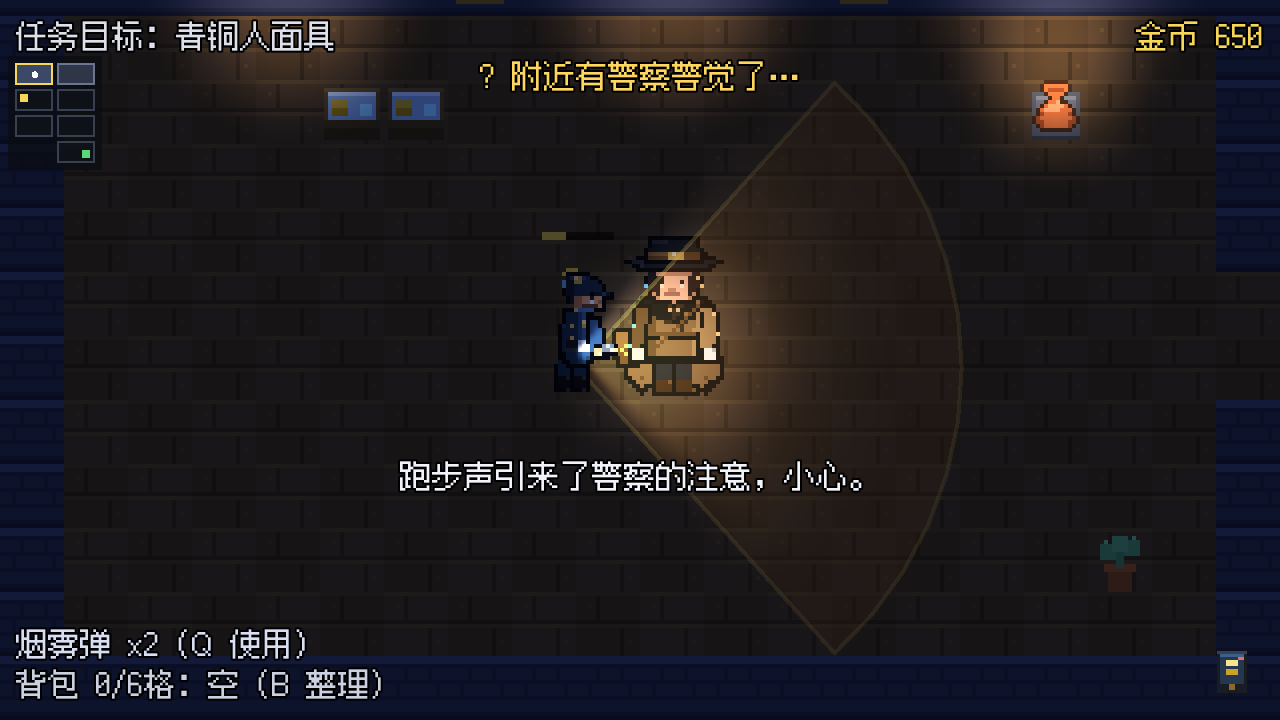 任务目标：青铜人面具
金币 650
? 附近有警察警觉了…
跑步声引来了警察的注意，小心。
烟雾弹 x2（Q 使用）
背包 0/6格：空（B 整理）